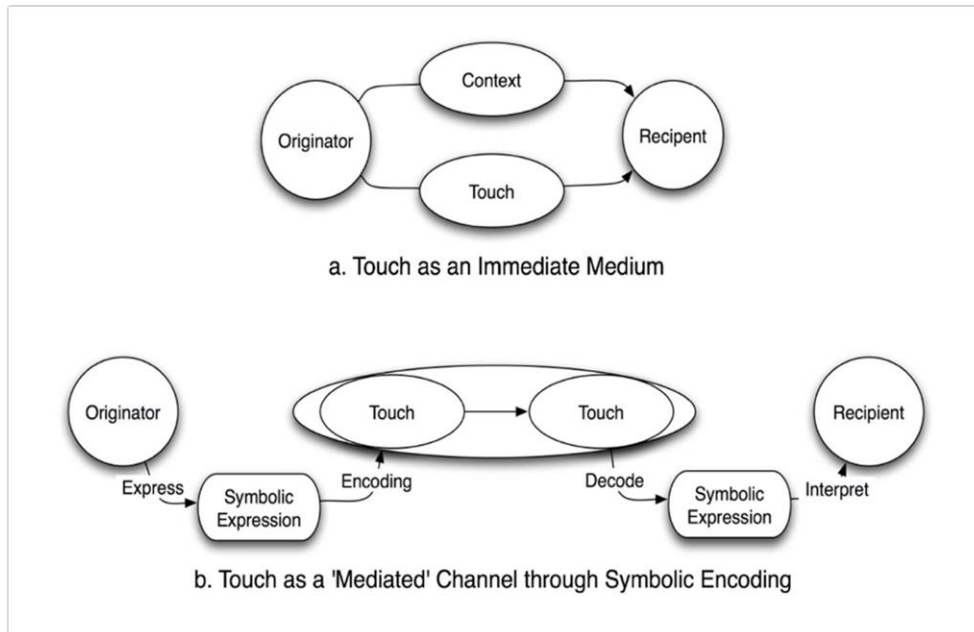 Context
Originator
Recipent
Touch
a. Touch as an Immediate Medium
Originator
Touch
Touch
Recipient
Express
Symbolic
Expression
Encoding
Decode
Symbolic
Expression
Interpret
b. Touch as a 'Mediated' Channel through Symbolic Encoding